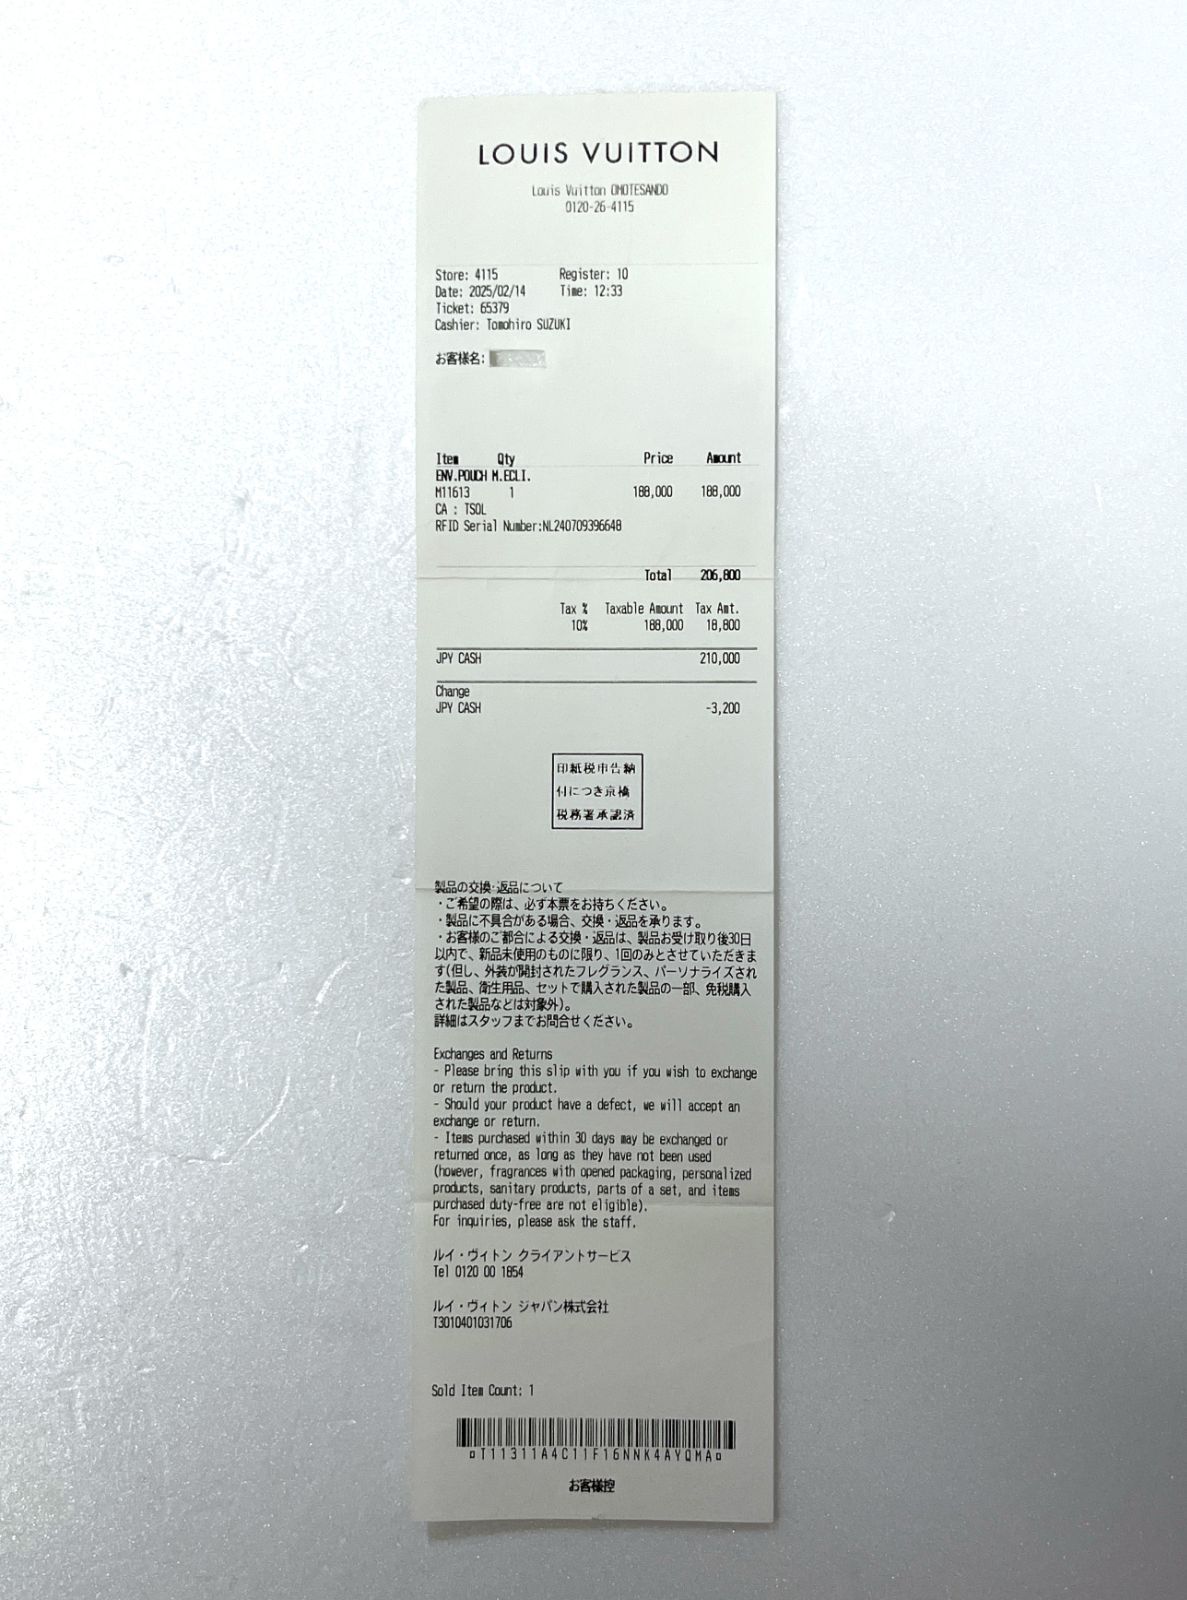 LOUIS VUITTON
Louis Vuitton OMOTESANDO
0120-26-4115
Store: 4115 Register: 10
Date: 2025/02/14 Time: 12:33
Ticket: 65379
Cashier: Tomohiro SUZUKI
お客様名:
Item Qty Price Amount
ENV.POUCH M.ECLI.
M11613 1 188,000 188,000
CA : TSOL
RFID Serial Number:NL240709396648
Total 206,800
Tax % Taxable Amount Tax Amt.
10% 188,000 18,800
JPY CASH 210,000
Change
JPY CASH -3,200
印紙税申告納
付につき京橋
税務署承認済
製品の交換・返品について
・ご希望の際は、必ず本票をお持ちください。
・製品に不具合がある場合、交換・返品を承ります。
・お客様のご都合による交換・返品は、製品お受け取り後30日
以内で、新品未使用のものに限り、1回のみとさせていただきま
す(但し、外装が開封されたフレグランス、パーソナライズされ
た製品、衛生用品、セットで購入された製品の一部、免税購入
された製品などは対象外)。
詳細はスタッフまでお問合せください。
Exchanges and Returns
- Please bring this slip with you if you wish to exchange
or return the product.
- Should your product have a defect, we will accept an
exchange or return.
- Items purchased within 30 days may be exchanged or
returned once, as long as they have not been used
(however, fragrances with opened packaging, personalized
products, sanitary products, parts of a set, and items
purchased duty-free are not eligible).
For inquiries, please ask the staff.
ルイ・ヴィトン クライアントサービス
Tel 0120 00 1854
ルイ・ヴィトン ジャパン株式会社
T3010401031706
Sold Item Count: 1
¤T11311A4C11F16NNK4AYQMA¤
お客様控